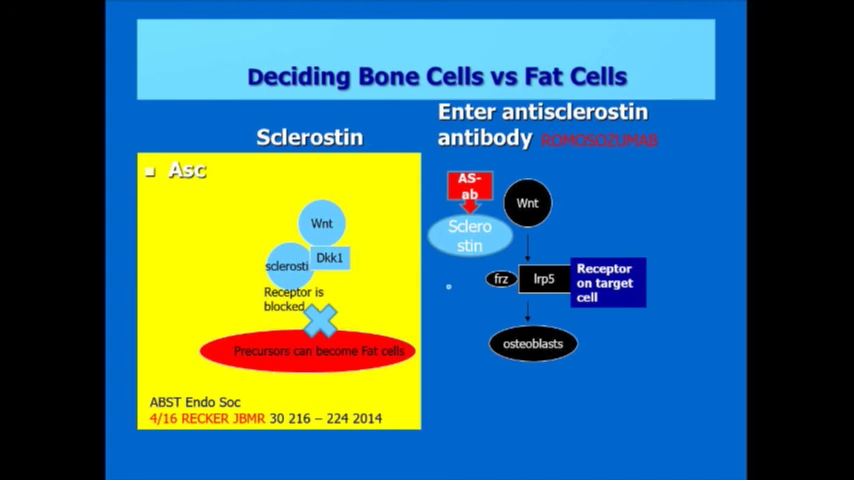 Deciding Bone Cells vs Fat Cells
Sclerostin
Asc
Wnt
Dkk1
sclerosti
Receptor is
blocked
Precursors can become Fat cells
ABST Endo Soc
4/16 RECKER JBMR 30 216 – 224 2014
Enter antisclerostin
antibody ROMOSOZUMAB
AS-
ab
Sclero
stin
Wnt
frz
lrp5
Receptor
on target
cell
osteoblasts